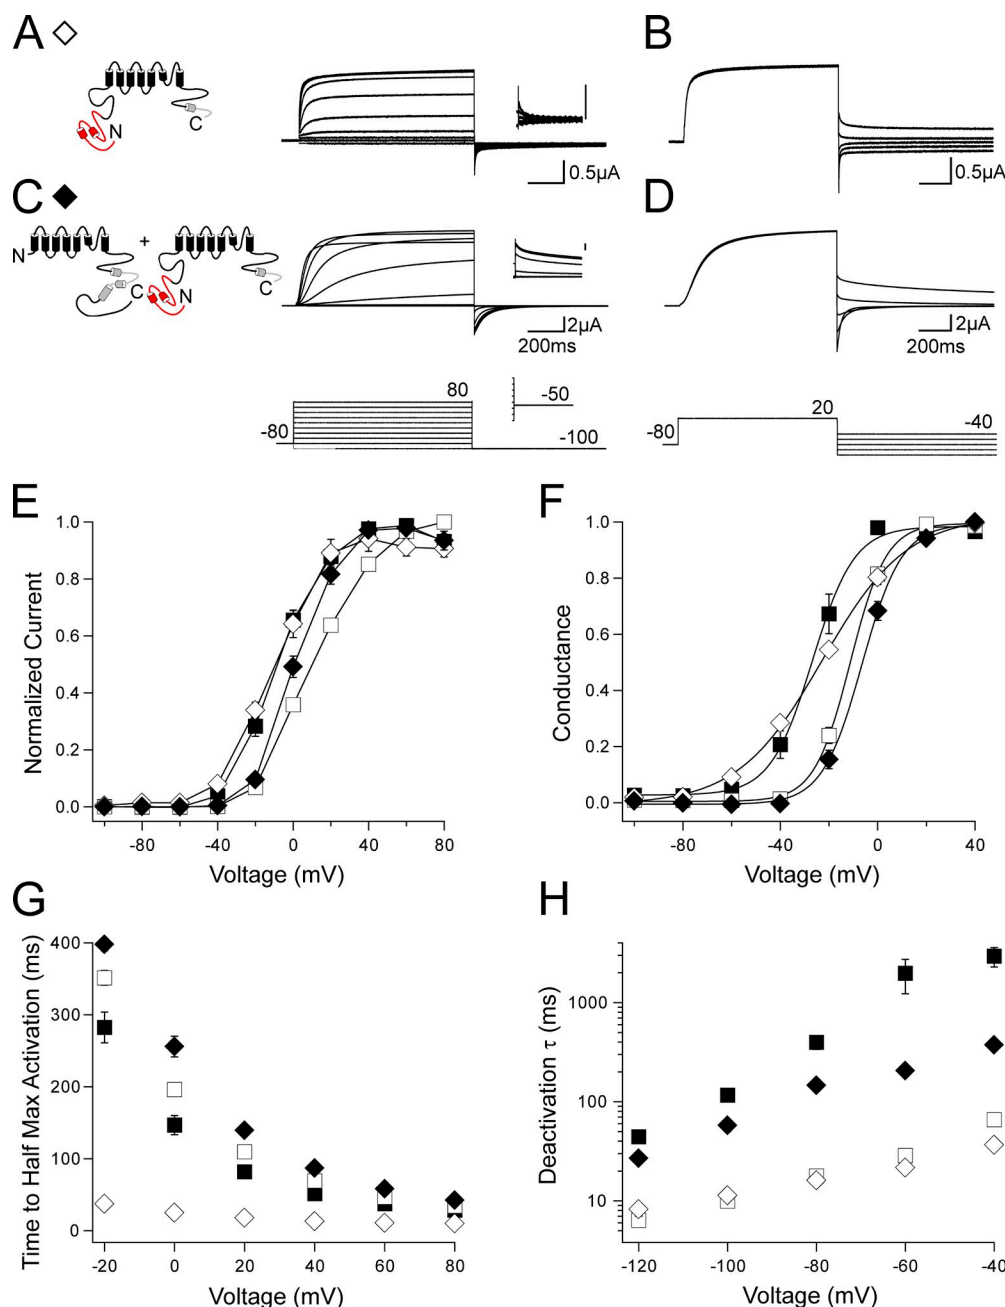 A
B
N
C
0.5µA
0.5µA
C
D
N
+
C
N
C
2µA
200ms
2µA
200ms
80
-50
-80
-100
20
-40
-80
E
F
1.0
0.8
0.6
0.4
0.2
0.0
Normalized Current
-80
-40
0
40
80
Voltage (mV)
1.0
0.8
0.6
0.4
0.2
0.0
Conductance
-80
-40
0
40
Voltage (mV)
G
H
400
300
200
100
0
Time to Half Max Activation (ms)
-20
0
20
40
60
80
Voltage (mV)
1000
100
10
Deactivation τ (ms)
-120
-100
-80
-60
-40
Voltage (mV)